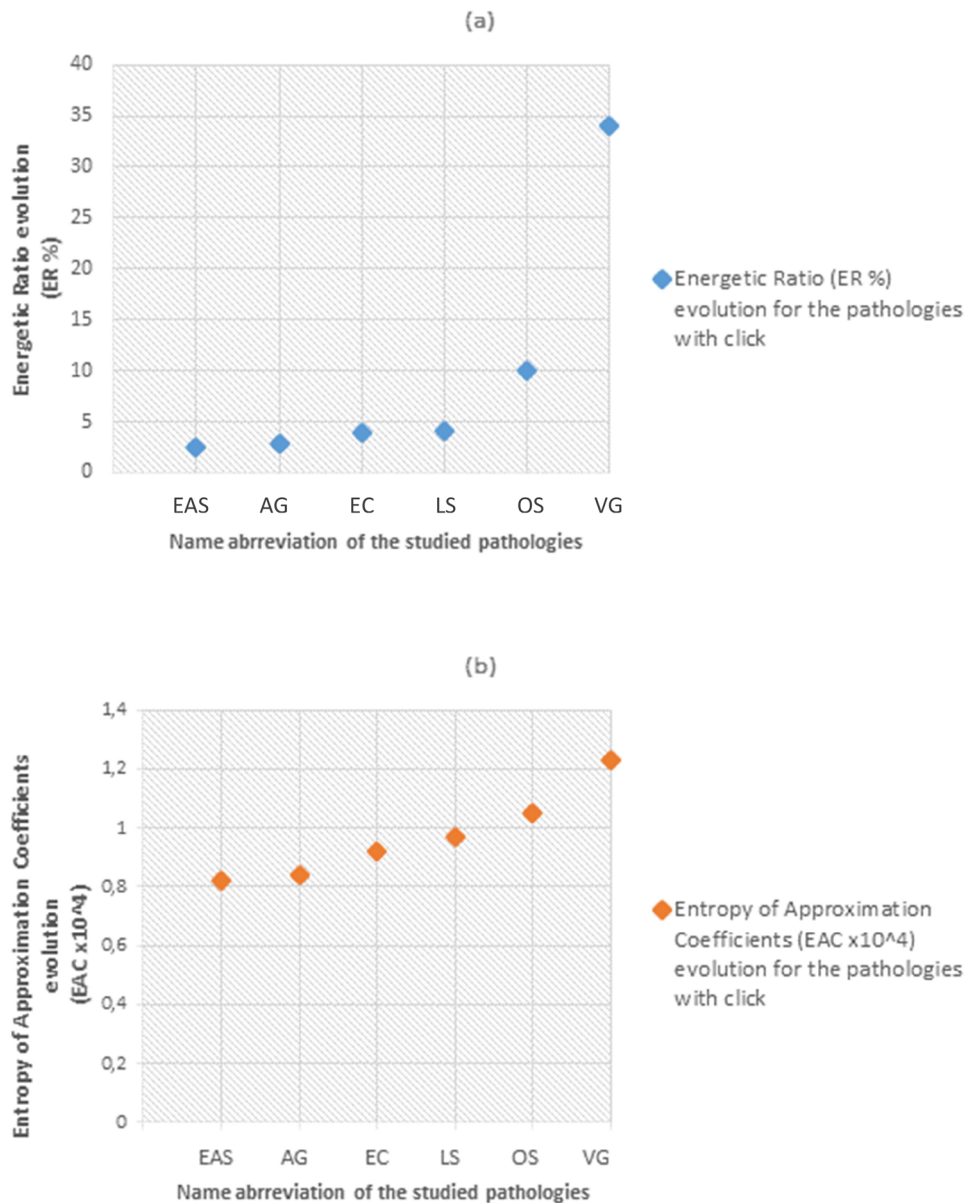 (a)
Energetic Ratio evolution
(ER %)
40
35
30
25
20
15
10
5
0
EAS AG EC LS OS VG
Name abrreviation of the studied pathologies
Energetic Ratio (ER %)
evolution for the pathologies
with click
(b)
Entropy of Approximation Coefficients
evolution
(EAC x10^4)
1,4
1,2
1
0,8
0,6
0,4
0,2
0
EAS AG EC LS OS VG
Name abrreviation of the studied pathologies
Entropy of Approximation
Coefficients (EAC x10^4)
evolution for the pathologies
with click